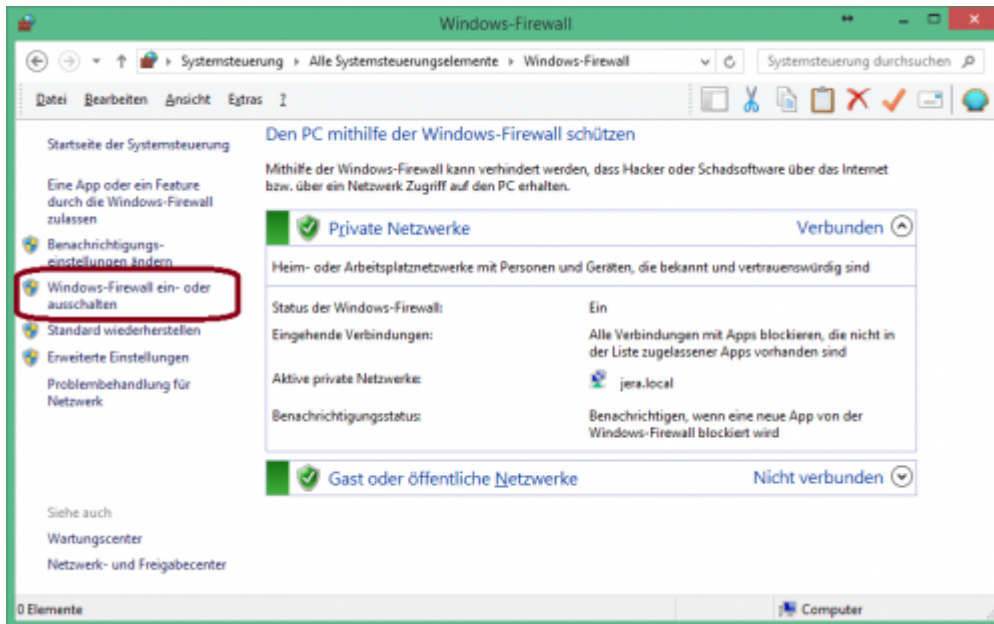 Windows-Firewall
Systemsteuerung Alle Systemsteuerungselemente Windows-Firewall
Systemsteuerung durchsuchen
Datei Bearbeiten Ansicht Extras ?
Startseite der Systemsteuerung
Eine App oder ein Feature
durch die Windows-Firewall
zulassen
Benachrichtigungs-
einstellungen ändern
Windows-Firewall ein- oder
ausschalten
Standard wiederherstellen
Erweiterte Einstellungen
Problembehandlung für
Netzwerk
Siehe auch
Wartungscenter
Netzwerk- und Freigabecenter
Den PC mithilfe der Windows-Firewall schützen
Mithilfe der Windows-Firewall kann verhindert werden, dass Hacker oder Schadsoftware über das Internet
bzw. über ein Netzwerk Zugriff auf den PC erhalten.
Private Netzwerke Verbunden
Heim- oder Arbeitsplatznetzwerke mit Personen und Geräten, die bekannt und vertrauenswürdig sind
Status der Windows-Firewall: Ein
Eingehende Verbindungen: Alle Verbindungen mit Apps blockieren, die nicht in
der Liste zugelassener Apps vorhanden sind
Aktive private Netzwerke: jera.local
Benachrichtigungsstatus: Benachrichtigen, wenn eine neue App von der
Windows-Firewall blockiert wird
Gast oder öffentliche Netzwerke Nicht verbunden
0 Elemente Computer